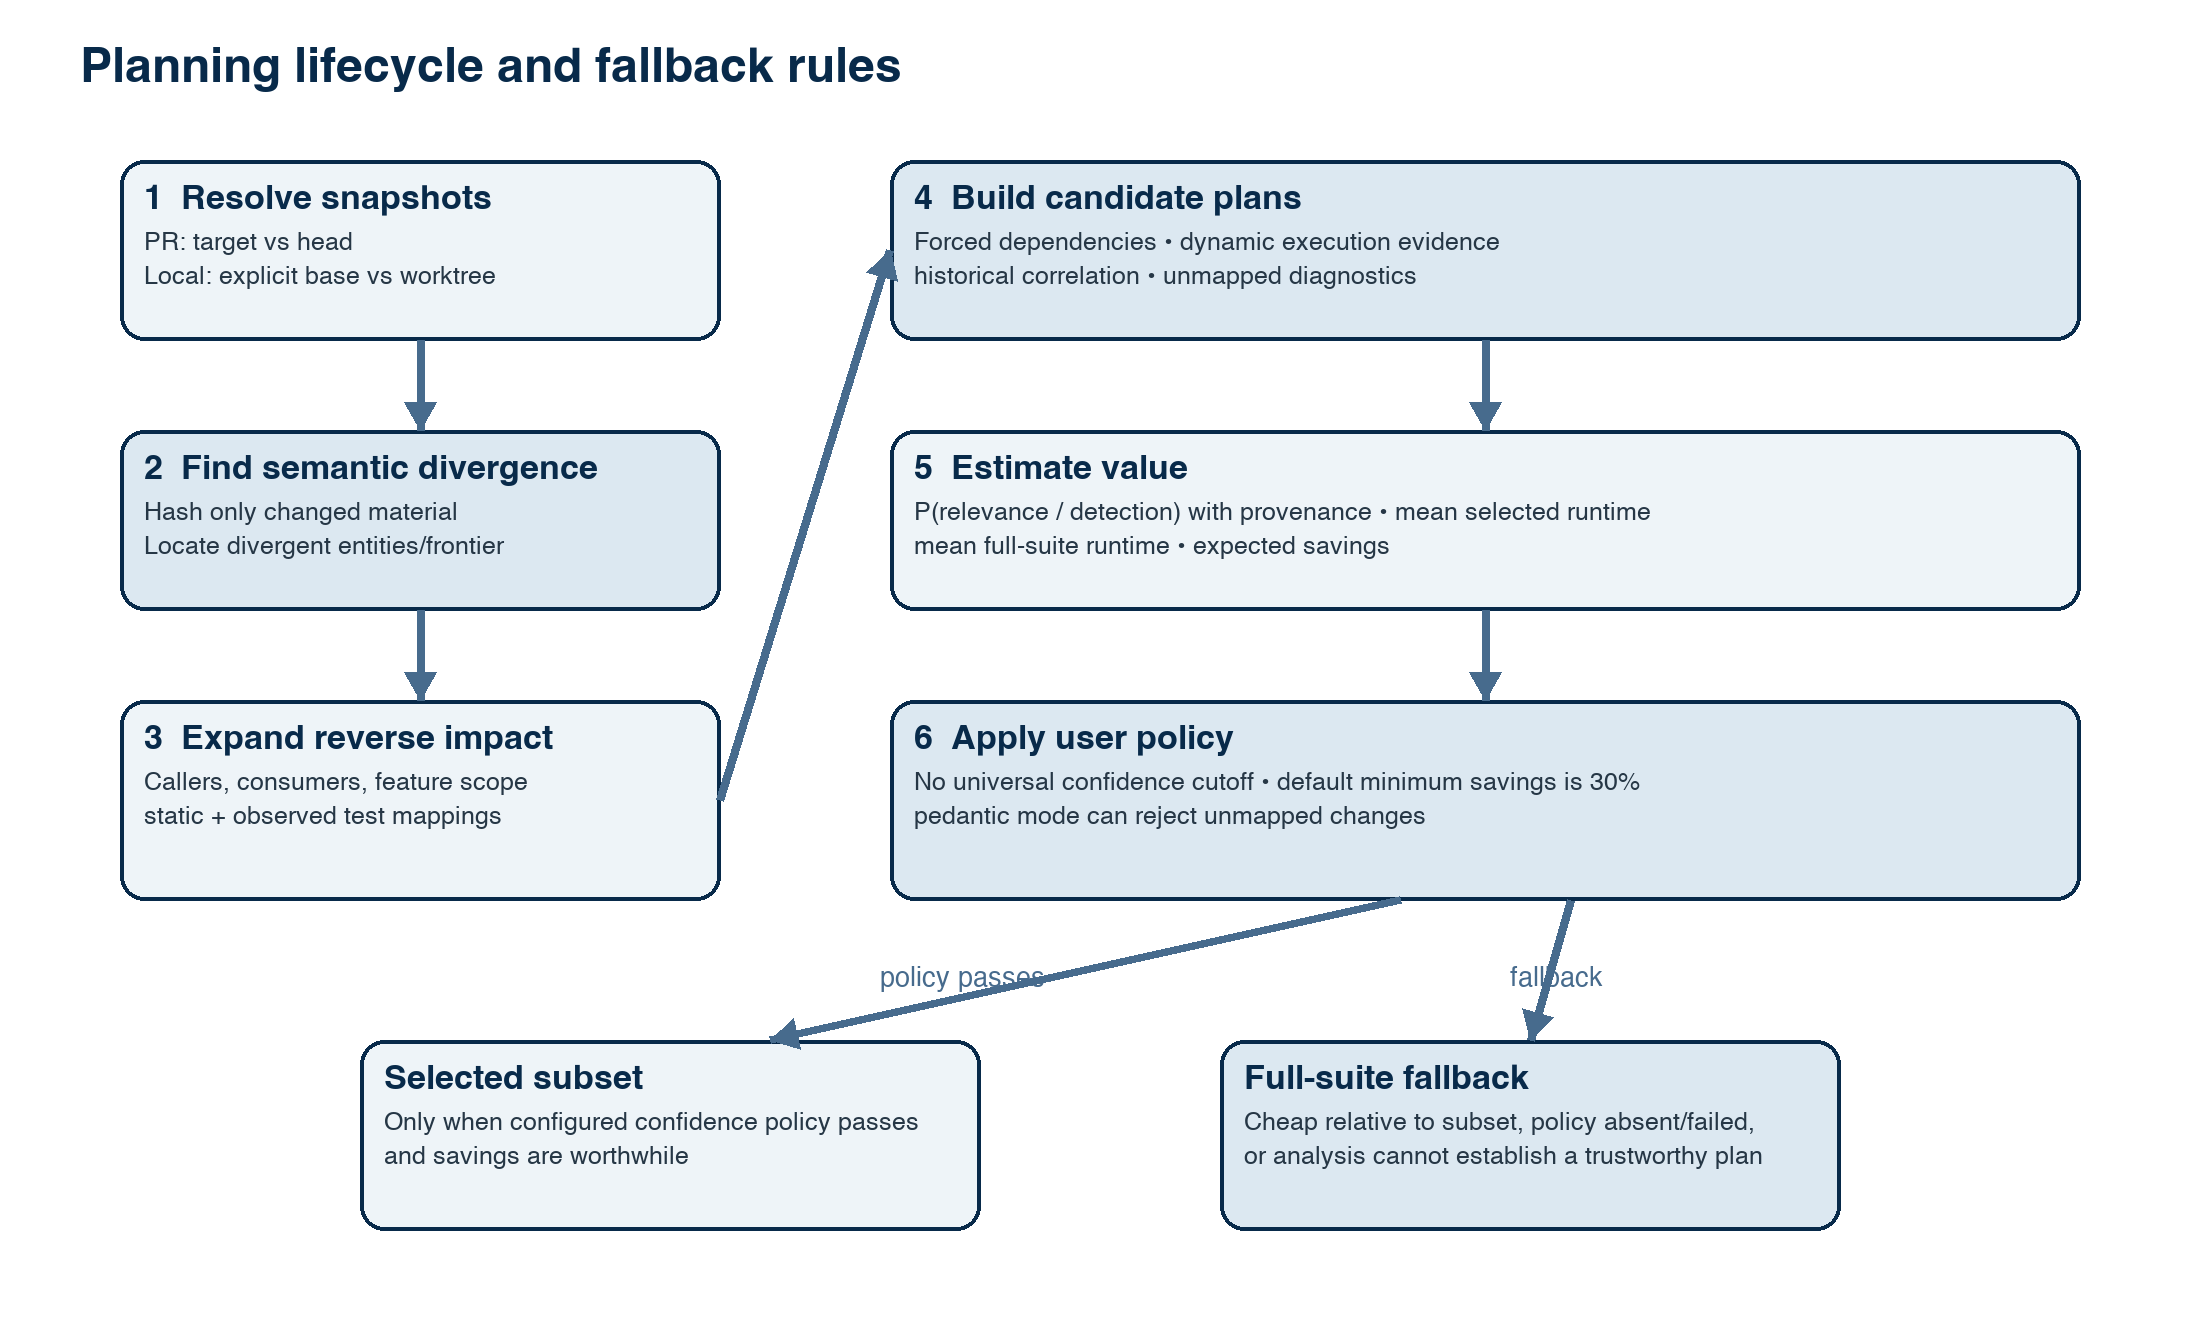 Planning lifecycle and fallback rules
1 Resolve snapshots
PR: target vs head
Local: explicit base vs worktree
2 Find semantic divergence
Hash only changed material
Locate divergent entities/frontier
3 Expand reverse impact
Callers, consumers, feature scope
static + observed test mappings
4 Build candidate plans
Forced dependencies • dynamic execution evidence
historical correlation • unmapped diagnostics
5 Estimate value
P(relevance / detection) with provenance • mean selected runtime
mean full-suite runtime • expected savings
6 Apply user policy
No universal confidence cutoff • default minimum savings is 30%
pedantic mode can reject unmapped changes
policy passes
fallback
Selected subset
Only when configured confidence policy passes
and savings are worthwhile
Full-suite fallback
Cheap relative to subset, policy absent/failed,
or analysis cannot establish a trustworthy plan